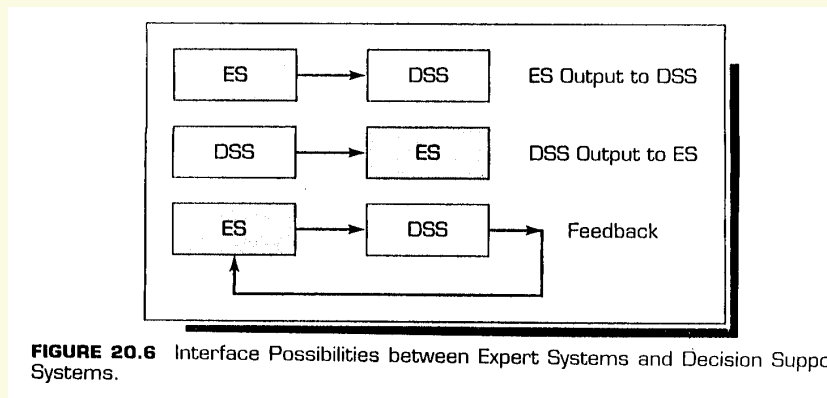 ES DSS ES Output to DSS
DSS ES DSS Output to ES
ES DSS Feedback
FIGURE 20.6 Interface Possibilities between Expert Systems and Decision Suppo
Systems.